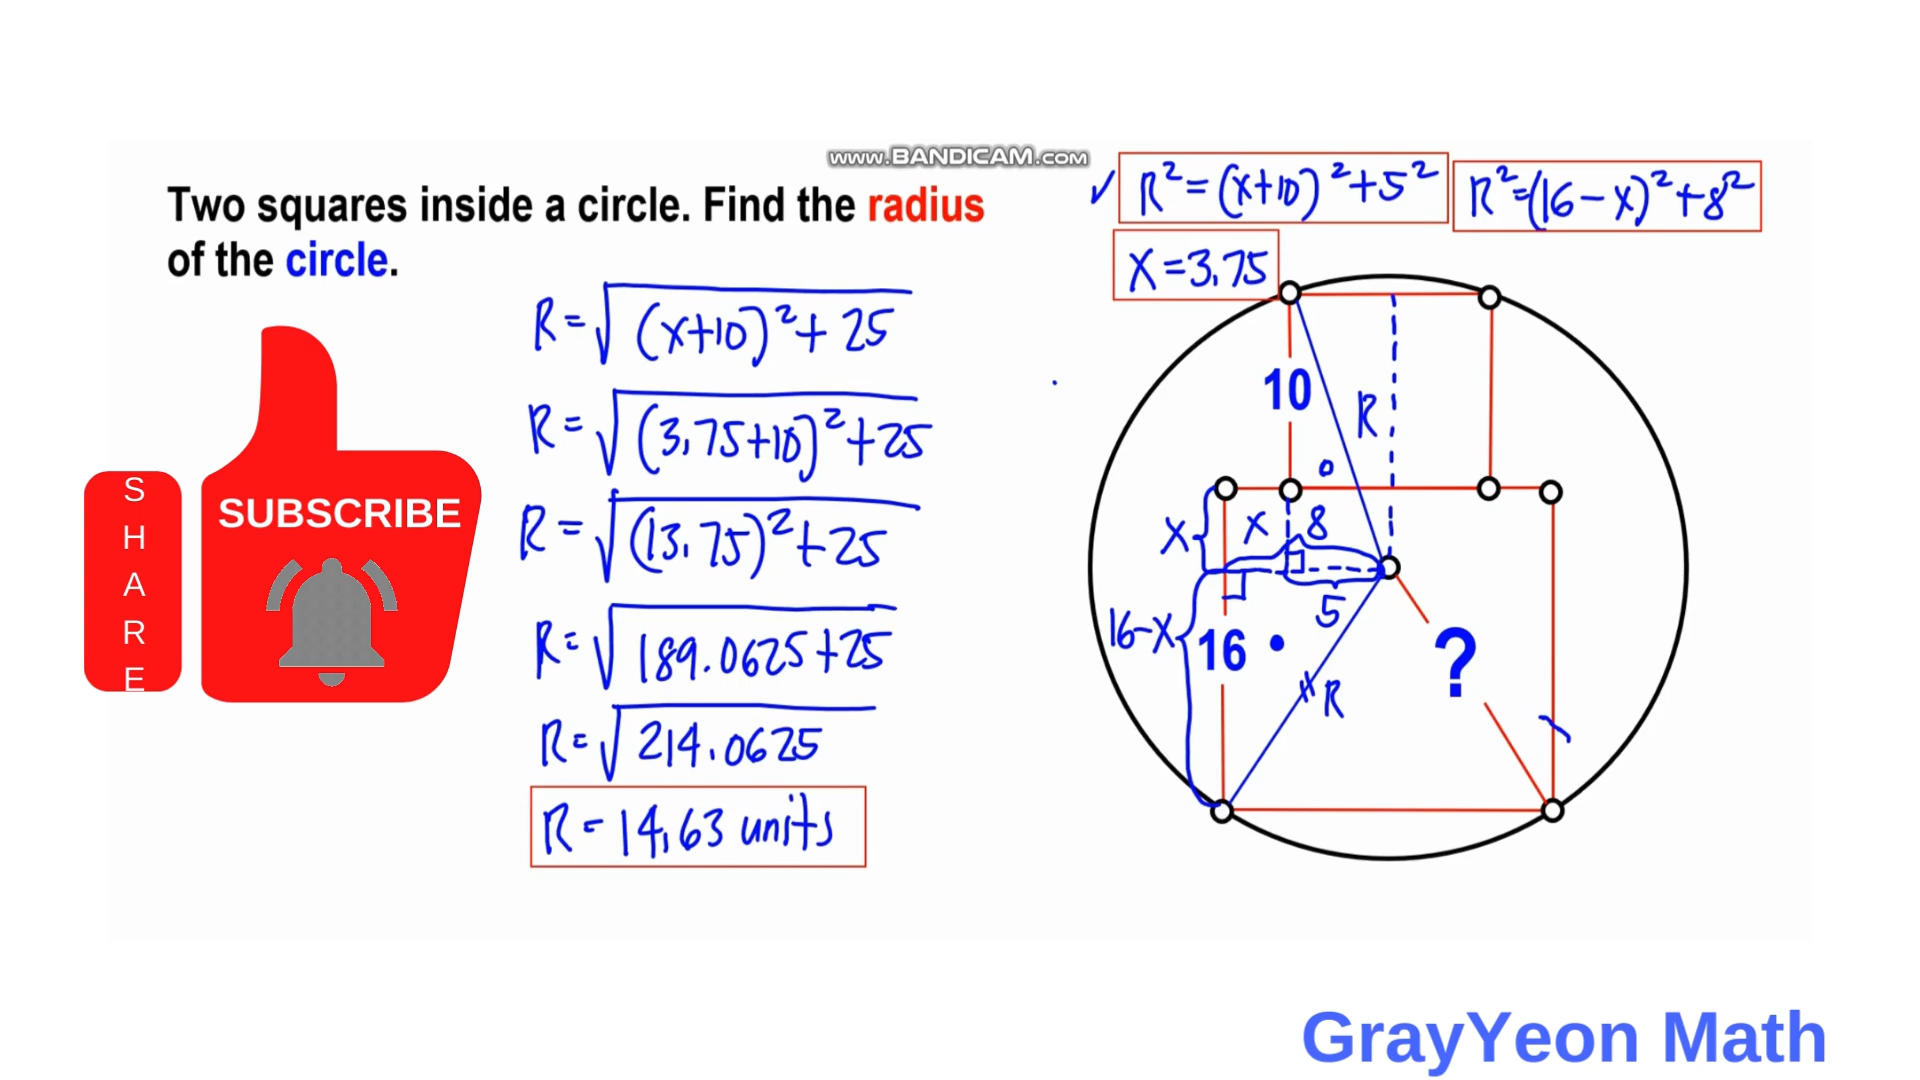 www.BANDICAM.com
Two squares inside a circle. Find the radius
of the circle.
R = √(x+10)² + 25
R = √(3.75+10)² + 25
R = √(13.75)² + 25
R = √189.0625+25
R = √214.0625
R = 14.63 units
SHARE
SUBSCRIBE
✓ R² = (x+10)² + 5²
R² = (16-x)² + 8²
X = 3.75
10
R
x
x
8
5
16-x
16
?
R
GrayYeon Math